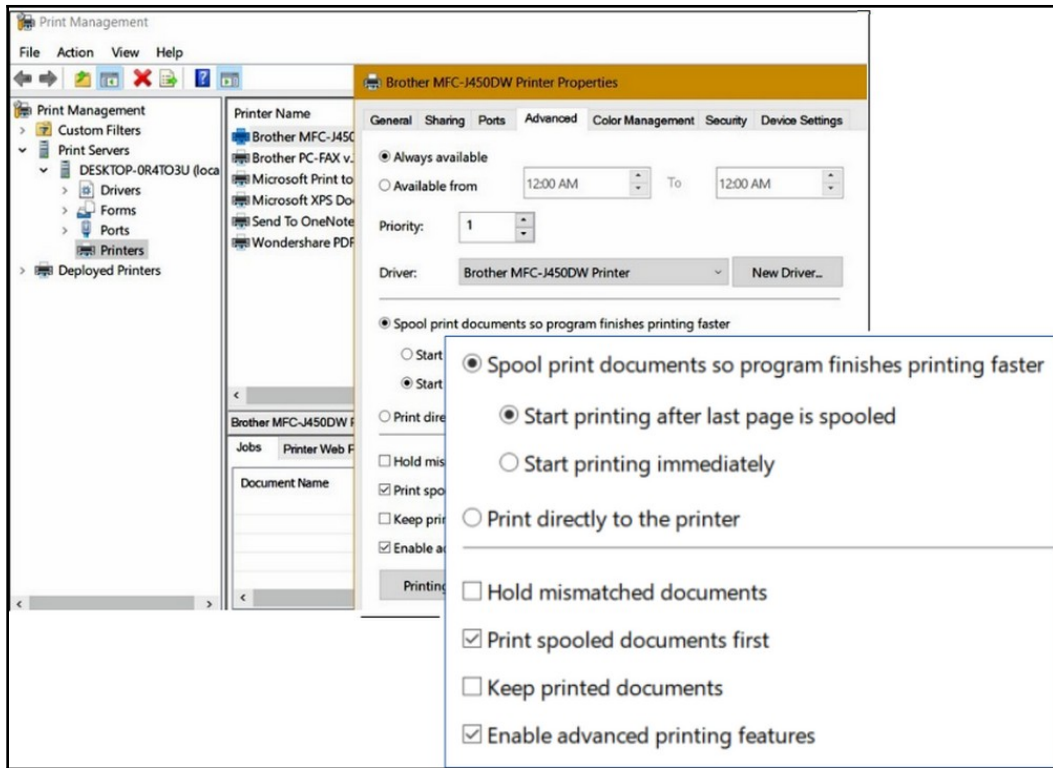 Print Management
File Action View Help
Brother MFC-J450DW Printer Properties
Print Management
Custom Filters
Print Servers
DESKTOP-0R4TO3U (loca
Drivers
Forms
Ports
Printers
Deployed Printers
Printer Name
Brother MFC-J450
Brother PC-FAX v.
Microsoft Print to
Microsoft XPS Do
Send To OneNote
Wondershare PDF
Brother MFC-J450DW P
Jobs Printer Web P
Document Name
General Sharing Ports Advanced Color Management Security Device Settings
Always available
Available from 12:00 AM To 12:00 AM
Priority: 1
Driver: Brother MFC-J450DW Printer New Driver...
Spool print documents so program finishes printing faster
Start
Start
Print dire
Hold mis
Print spo
Keep prin
Enable ad
Printing
Spool print documents so program finishes printing faster
Start printing after last page is spooled
Start printing immediately
Print directly to the printer
Hold mismatched documents
Print spooled documents first
Keep printed documents
Enable advanced printing features